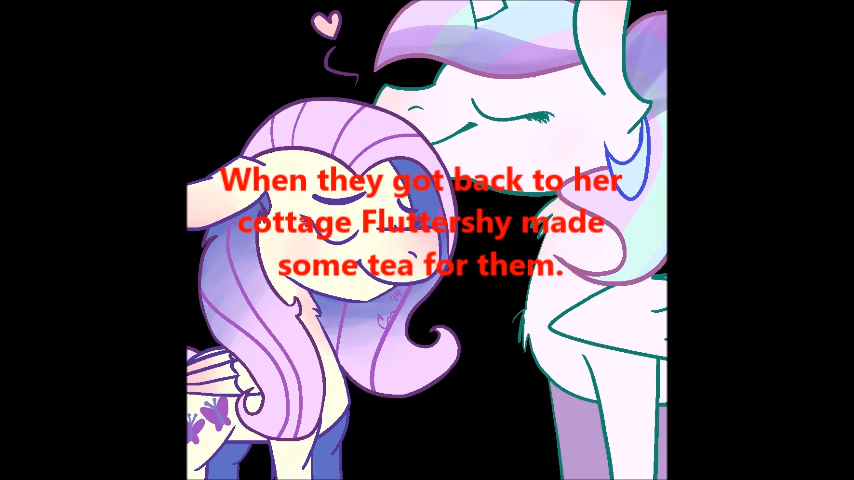 When they got back to her
cottage Fluttershy made
some tea for them.